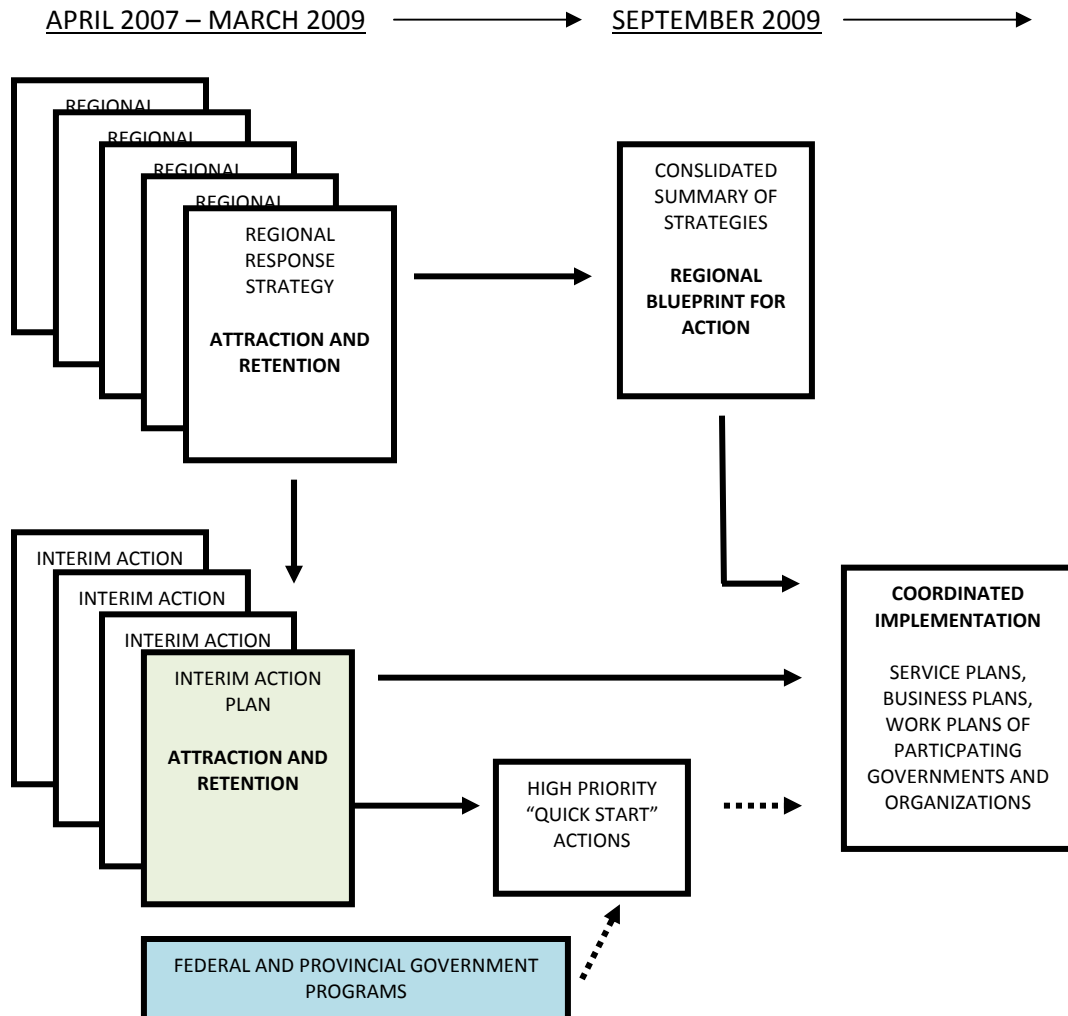 APRIL 2007 – MARCH 2009
SEPTEMBER 2009
REGIONAL
REGIONAL
REGIONAL
REGIONAL
REGIONAL
RESPONSE
STRATEGY
ATTRACTION AND
RETENTION
CONSLIDATED
SUMMARY OF
STRATEGIES
REGIONAL
BLUEPRINT FOR
ACTION
INTERIM ACTION
INTERIM ACTION
INTERIM ACTION
INTERIM ACTION
PLAN
ATTRACTION AND
RETENTION
HIGH PRIORITY
“QUICK START”
ACTIONS
COORDINATED
IMPLEMENTATION
SERVICE PLANS,
BUSINESS PLANS,
WORK PLANS OF
PARTICPATING
GOVERNMENTS AND
ORGANIZATIONS
FEDERAL AND PROVINCIAL GOVERNMENT
PROGRAMS